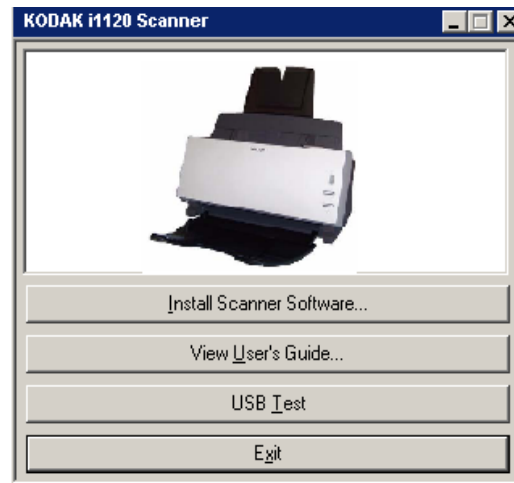 KODAK i1120 Scanner
Install Scanner Software...
View User's Guide...
USB Test
Exit